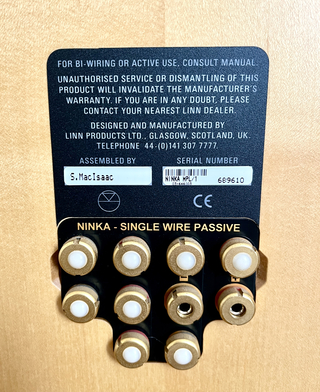 FOR BI-WIRING OR ACTIVE USE, CONSULT MANUAL.
UNAUTHORISED SERVICE OR DISMANTLING OF THIS
PRODUCT WILL INVALIDATE THE MANUFACTURER'S
WARRANTY. IF YOU ARE IN ANY DOUBT, PLEASE
CONTACT YOUR NEAREST LINN DEALER.
DESIGNED AND MANUFACTURED BY
LINN PRODUCTS LTD., GLASGOW, SCOTLAND, UK.
TELEPHONE 44-(0)141 307 7777.
ASSEMBLED BY SERIAL NUMBER
S.MacIsaac NINKA MPL/1 689610
CE
NINKA - SINGLE WIRE PASSIVE